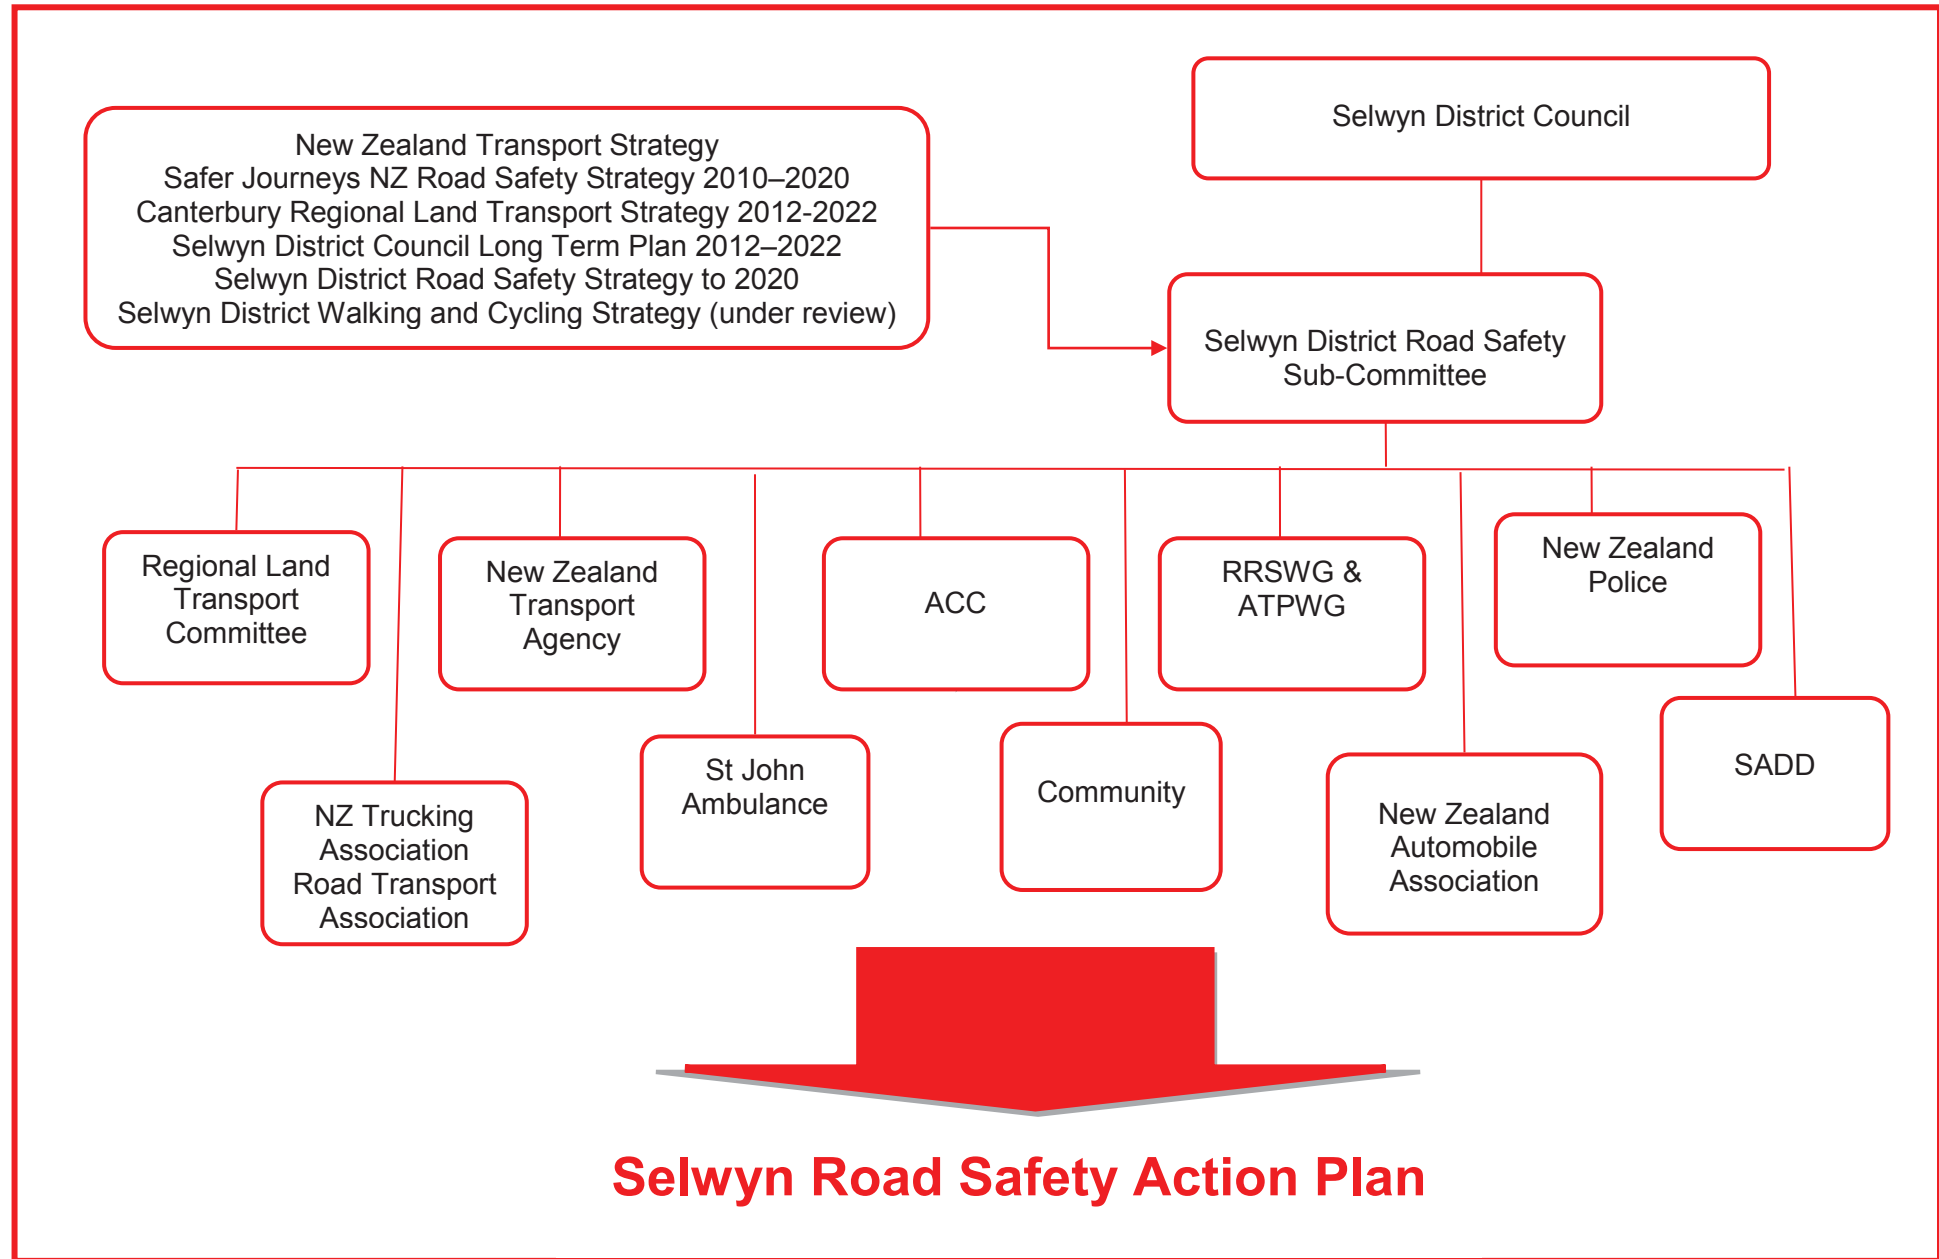 Selwyn District Council
New Zealand Transport Strategy
Safer Journeys NZ Road Safety Strategy 2010–2020
Canterbury Regional Land Transport Strategy 2012-2022
Selwyn District Council Long Term Plan 2012–2022
Selwyn District Road Safety Strategy to 2020
Selwyn District Walking and Cycling Strategy (under review)
Selwyn District Road Safety
Sub-Committee
Regional Land
Transport
Committee
New Zealand
Transport
Agency
ACC
RRSWG &
ATPWG
New Zealand
Police
NZ Trucking
Association
Road Transport
Association
St John
Ambulance
Community
New Zealand
Automobile
Association
SADD
Selwyn Road Safety Action Plan